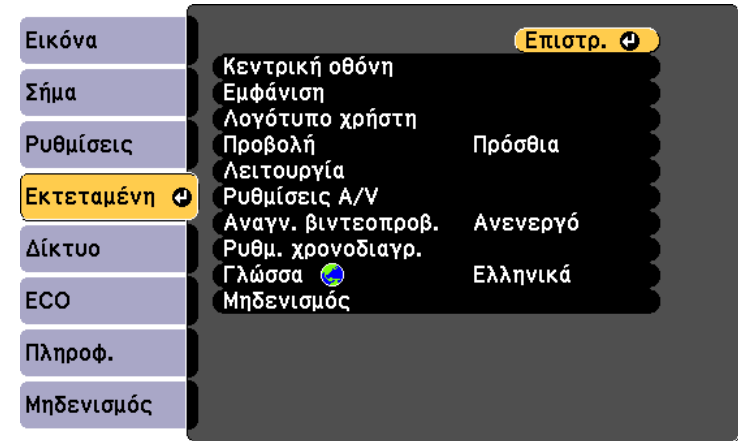 Εικόνα
Σήμα
Ρυθμίσεις
Εκτεταμένη
Δίκτυο
ECO
Πληροφ.
Μηδενισμός
Επιστρ.
Κεντρική οθόνη
Εμφάνιση
Λογότυπο χρήστη
Προβολή Πρόσθια
Λειτουργία
Ρυθμίσεις A/V
Αναγν. βιντεοπροβ. Ανενεργό
Ρυθμ. χρονοδιαγρ.
Γλώσσα Ελληνικά
Μηδενισμός